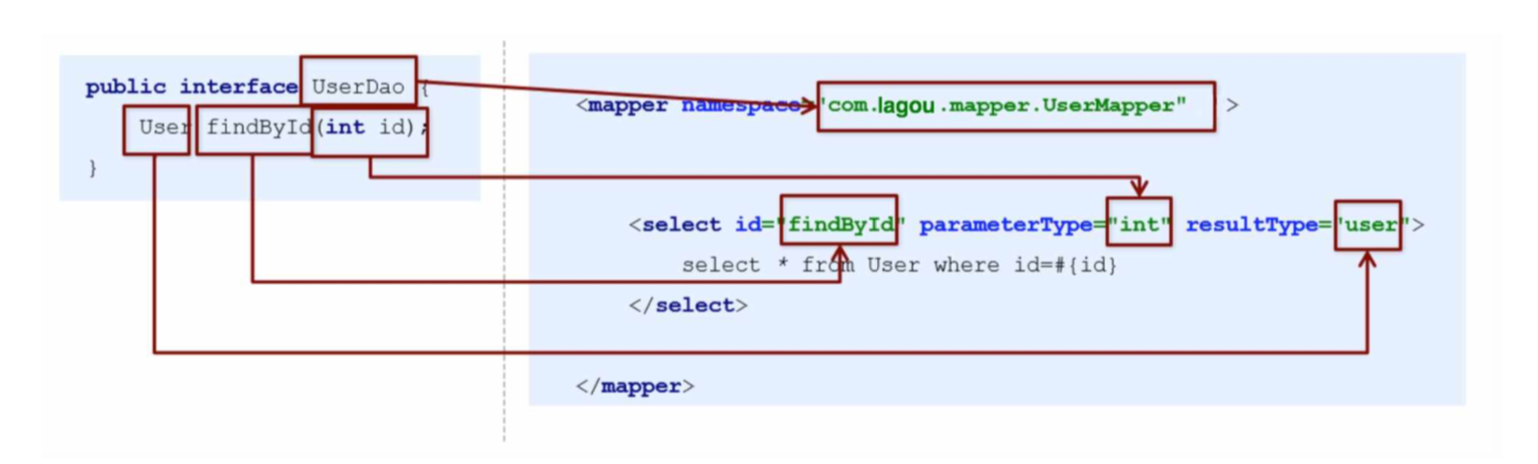 public interface UserDao {
User findById(int id);
}
<mapper namespace="com.lagou.mapper.UserMapper" >
<select id="findById" parameterType="int" resultType="user">
select * from User where id=#{id}
</select>
</mapper>